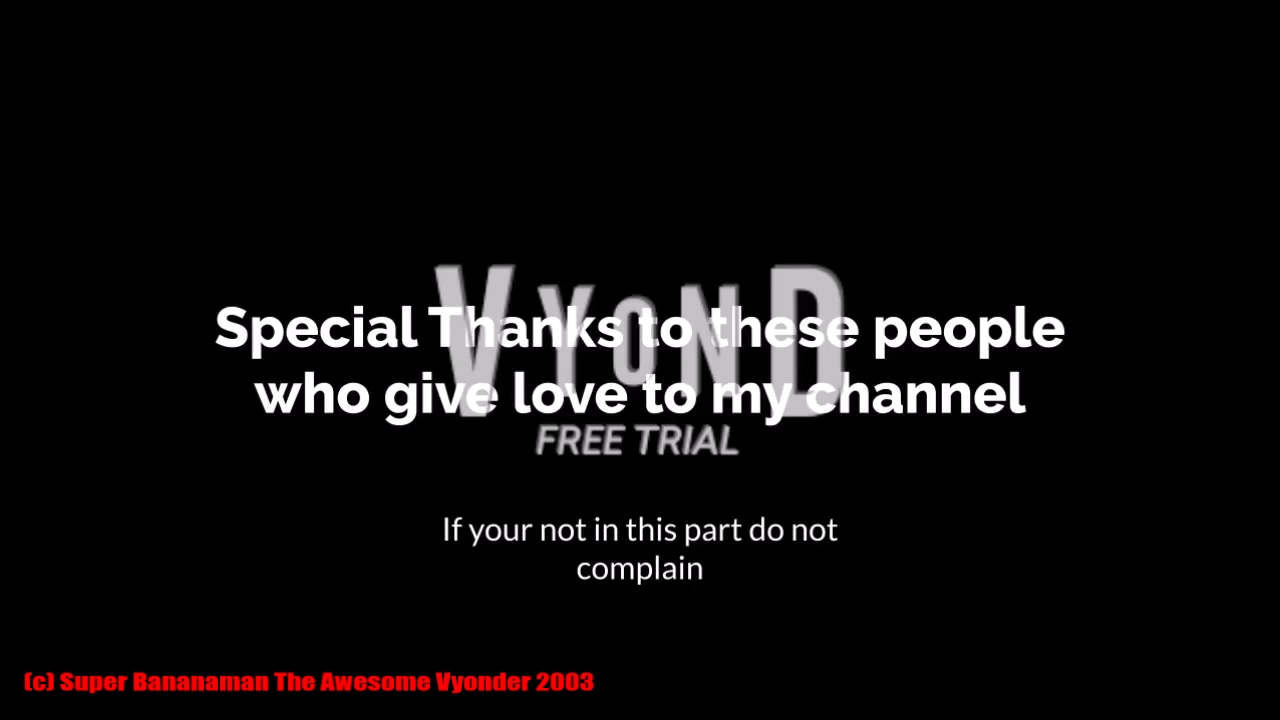 VYOND
Special Thanks to these people
who give love to my channel
FREE TRIAL
If your not in this part do not
complain
(c) Super Bananaman The Awesome Vyonder 2003